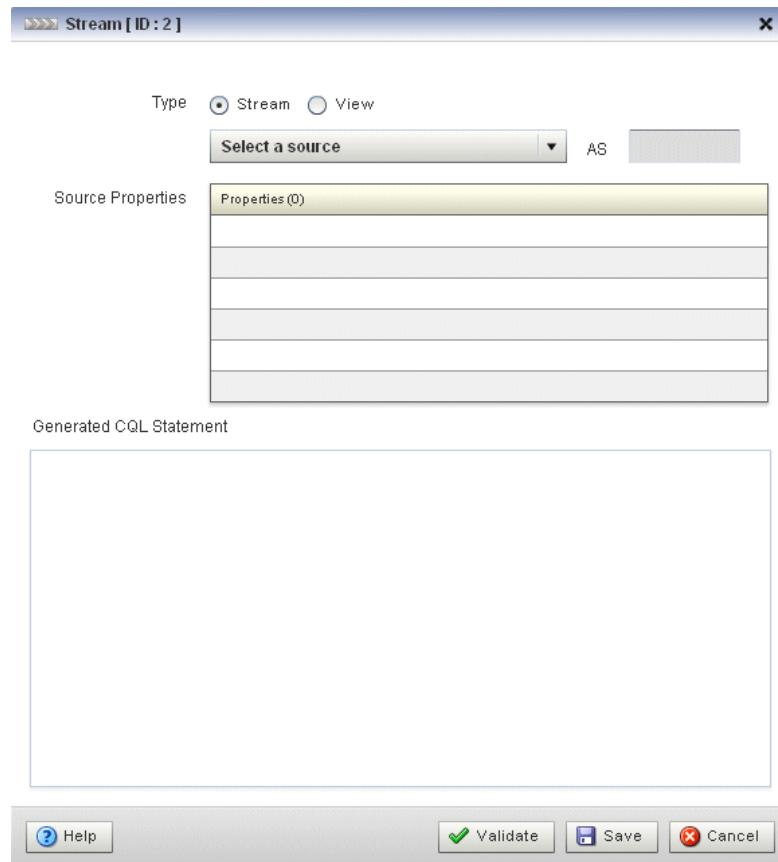 Stream [ ID : 2 ]
Type Stream View
Select a source AS
Source Properties Properties (0)
Generated CQL Statement
Help Validate Save Cancel